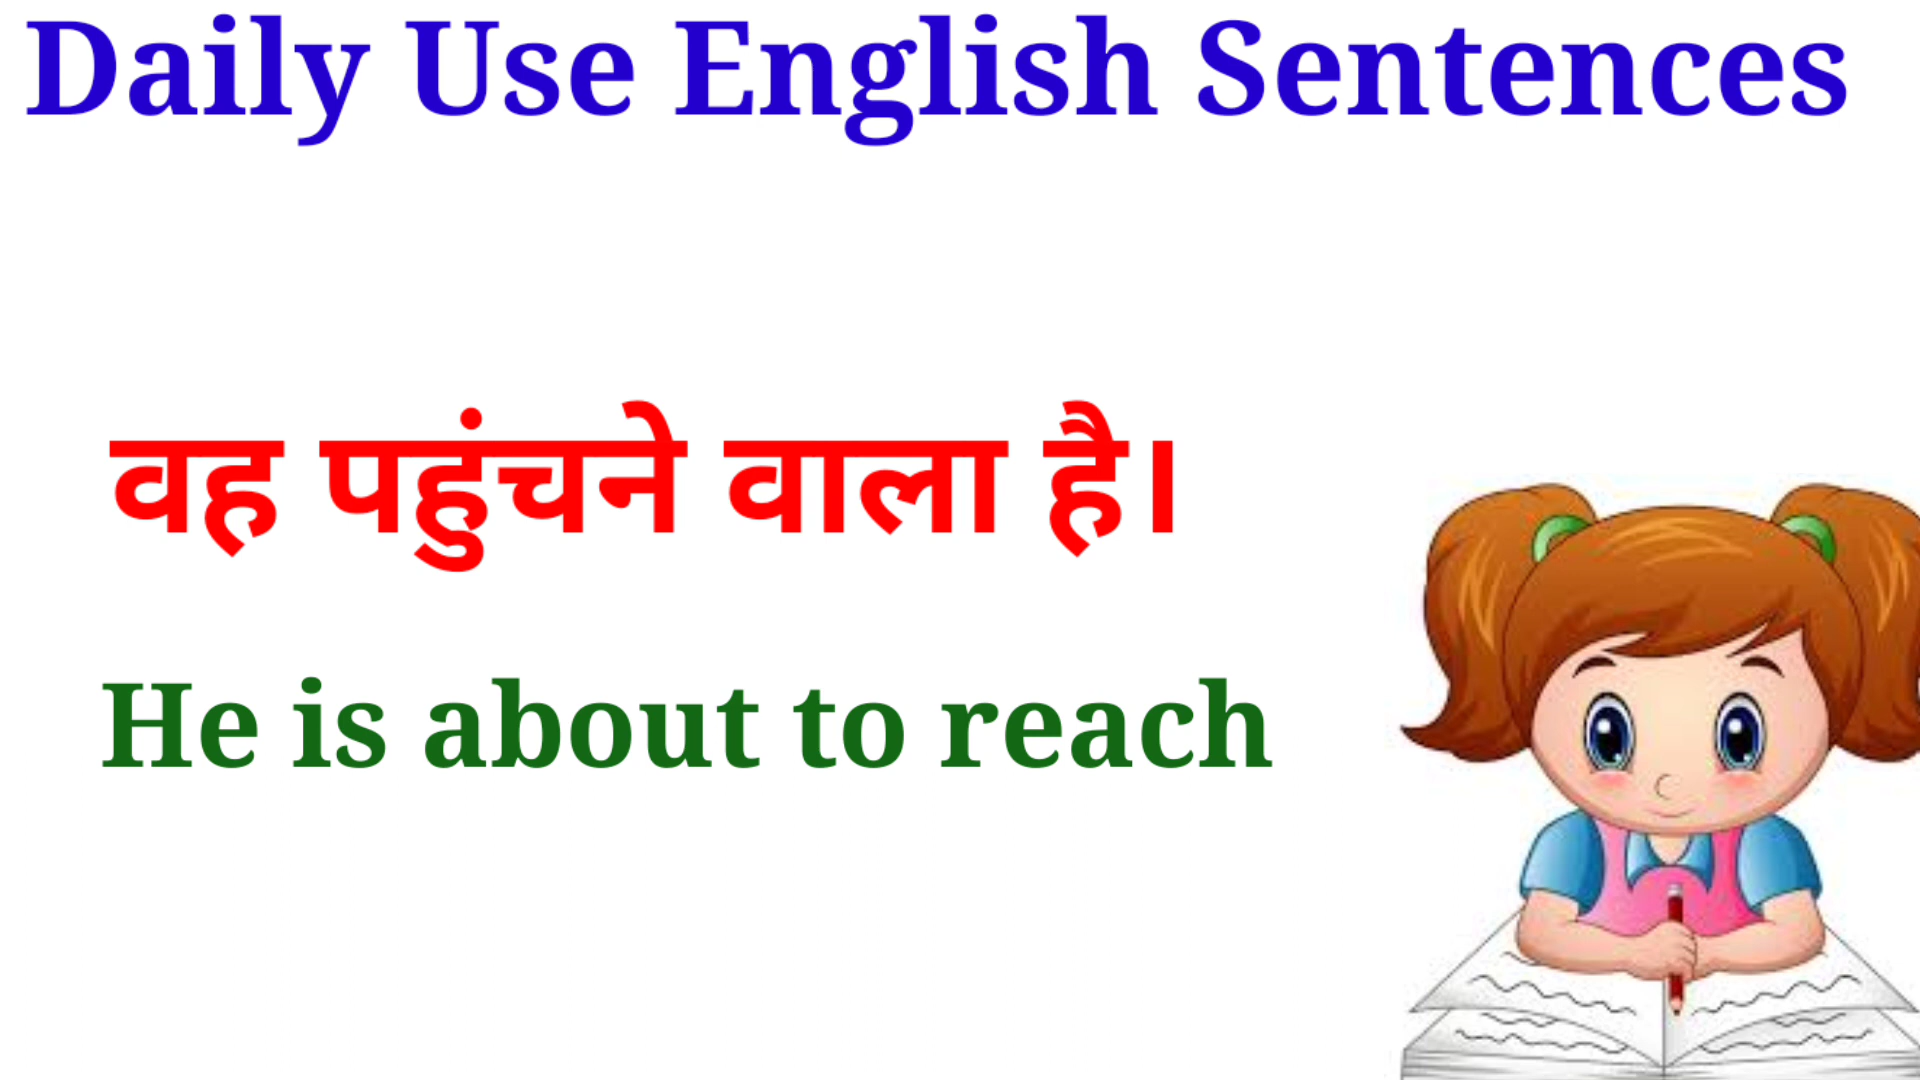 Daily Use English Sentences
वह पहुंचने वाला है।
He is about to reach